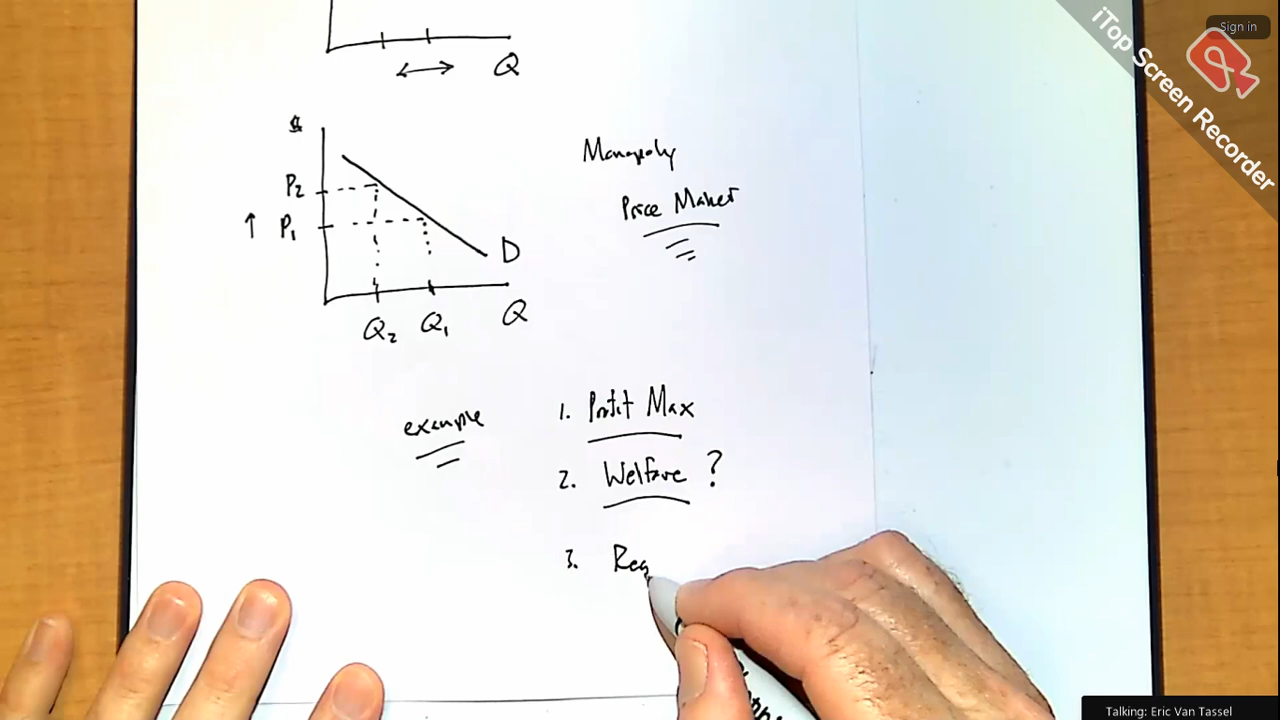 Sign in
iTop Screen Recorder
Q
$
Monopoly
P2
Price Maker
↑ P1
D
Q2 Q1 Q
example
1. Profit Max
2. Welfare ?
3. Reg
Talking: Eric Van Tassel